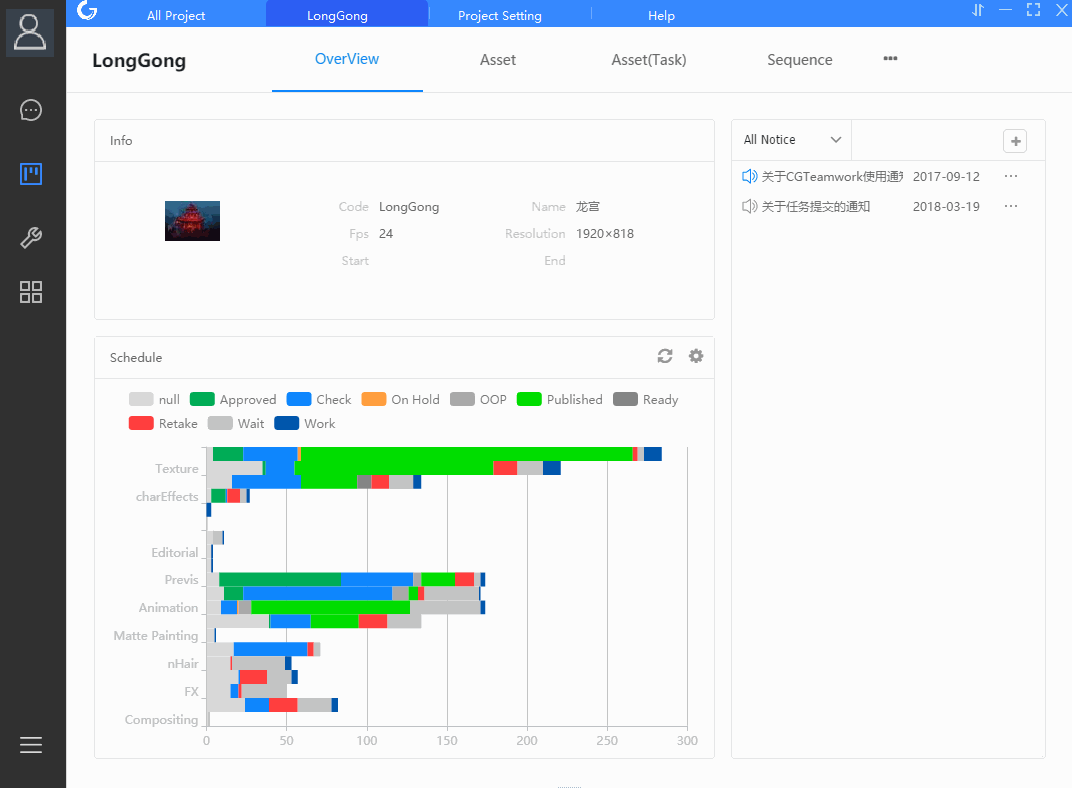 All Project LongGong Project Setting Help
LongGong OverView Asset Asset(Task) Sequence
Info
Code LongGong Name 龙宫
Fps 24 Resolution 1920×818
Start End
All Notice
关于CGTeamwork使用通 2017-09-12
关于任务提交的通知 2018-03-19
Schedule
null Approved Check On Hold OOP Published Ready
Retake Wait Work
Texture
charEffects
Editorial
Previs
Animation
Matte Painting
nHair
FX
Compositing
0 50 100 150 200 250 300